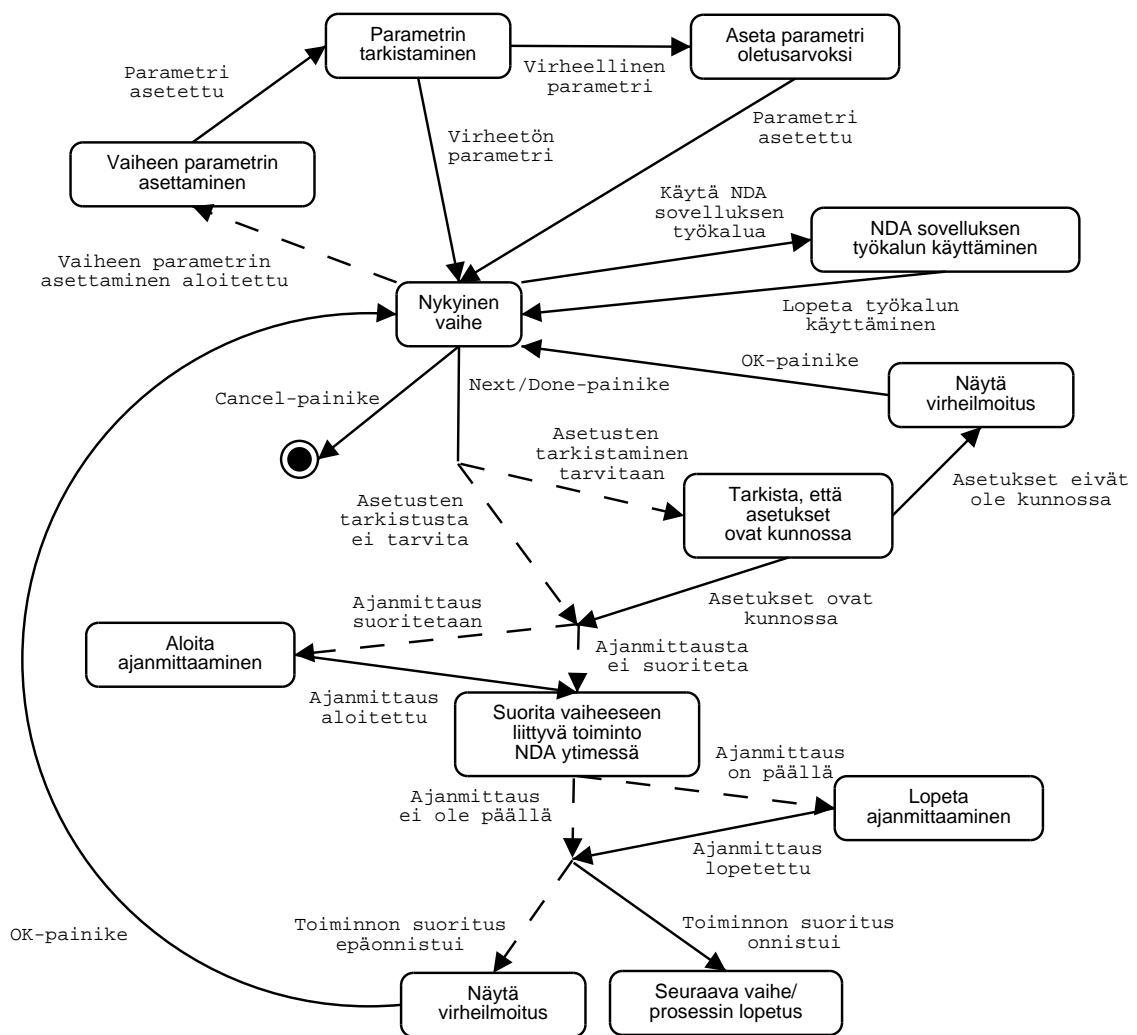 Parametrin
tarkistaminen
Aseta parametri
oletusarvoksi
Parametri
asetettu
Virheellinen
parametri
Virheetön
parametri
Parametri
asetettu
Vaiheen parametrin
asettaminen
Käytä NDA
sovelluksen
työkalua
NDA sovelluksen
työkalun käyttäminen
Vaiheen parametrin
asettaminen aloitettu
Nykyinen
vaihe
Lopeta työkalun
käyttäminen
OK-painike
Näytä
virheilmoitus
Cancel-painike
Next/Done-painike
Asetusten
tarkistaminen
tarvitaan
Asetukset eivät
ole kunnossa
Tarkista, että
asetukset
ovat kunnossa
Asetusten
tarkistusta
ei tarvita
Ajanmittaus
suoritetaan
Asetukset ovat
kunnossa
Aloita
ajanmittaaminen
Ajanmittausta
ei suoriteta
Ajanmittaus
aloitettu
Suorita vaiheeseen
liittyvä toiminto
NDA ytimessä
Ajanmittaus
on päällä
Ajanmittaus
ei ole päällä
Lopeta
ajanmittaaminen
Ajanmittaus
lopetettu
OK-painike
Toiminnon suoritus
epäonnistui
Toiminnon suoritus
onnistui
Näytä
virheilmoitus
Seuraava vaihe/
prosessin lopetus